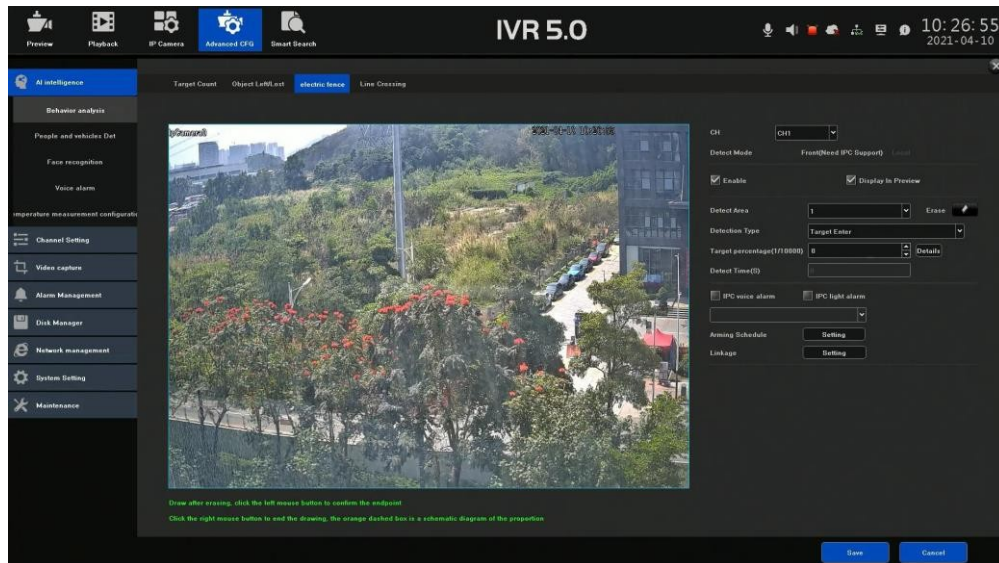 IVR 5.0
10:26:55
2021-04-10
Preview Playback IP Camera Advanced CFG Smart Search
AI intelligence
Behavior analysis
People and vehicles Det
Face recognition
Voice alarm
emperature measurement configuratio
Channel Setting
Video capture
Alarm Management
Disk Manager
Network management
System Setting
Maintenance
Target Count Object Left/Lost electric fence Line Crossing
CH CH1
Detect Mode Front(Need IPC Support) Local
Enable Display In Preview
Detect Area 1 Erase
Detection Type Target Enter
Target percentage(1/10000) 0 Details
Detect Time(S)
IPC voice alarm IPC light alarm
Arming Schedule Setting
Linkage Setting
Draw after erasing, click the left mouse button to confirm the endpoint
Click the right mouse button to end the drawing, the orange dashed box is a schematic diagram of the proportion
Save Cancel